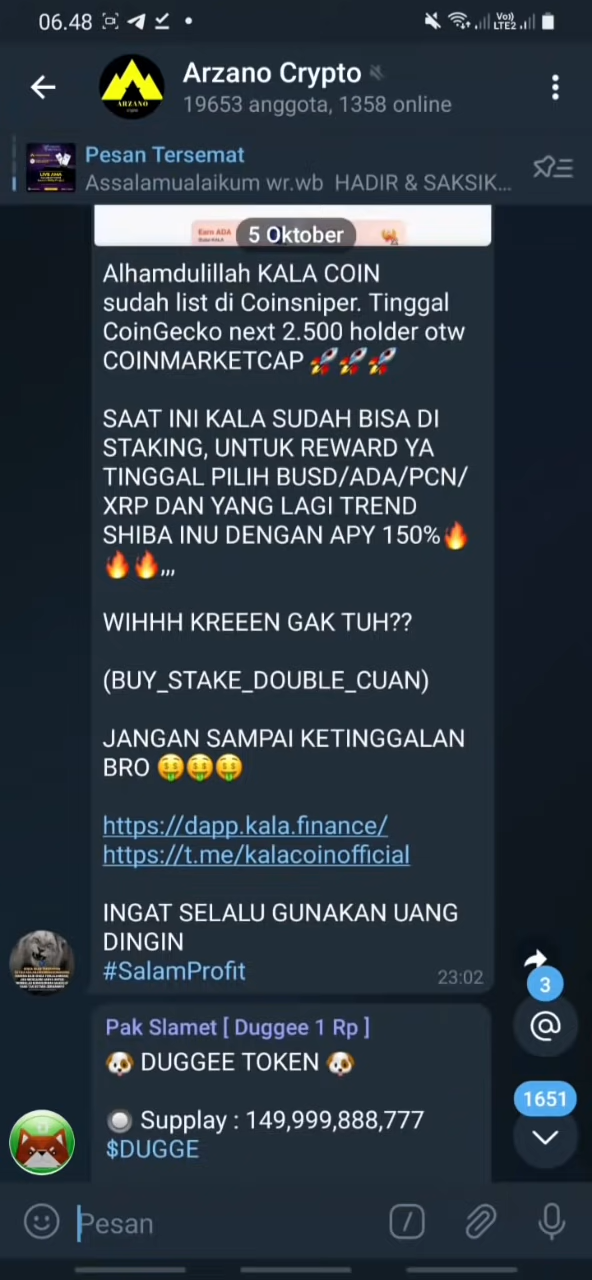 06.48
Vo))
LTE2
Arzano Crypto
19653 anggota, 1358 online
Pesan Tersemat
Assalamualaikum wr.wb HADIR & SAKSIK...
ARZANO
Earn ADA
5 Oktober
Alhamdulillah KALA COIN
sudah list di Coinsniper. Tinggal
CoinGecko next 2.500 holder otw
COINMARKETCAP 🚀🚀🚀
SAAT INI KALA SUDAH BISA DI
STAKING, UNTUK REWARD YA
TINGGAL PILIH BUSD/ADA/PCN/
XRP DAN YANG LAGI TREND
SHIBA INU DENGAN APY 150%🔥
🔥🔥,,,
WIHHH KREEEN GAK TUH??
(BUY_STAKE_DOUBLE_CUAN)
JANGAN SAMPAI KETINGGALAN
BRO 🤑🤑🤑
https://dapp.kala.finance/
https://t.me/kalacoinofficial
INGAT SELALU GUNAKAN UANG
DINGIN
#SalamProfit
23:02
3
Pak Slamet [ Duggee 1 Rp ]
🐶 DUGGEE TOKEN 🐶
🔘 Supplay : 149,999,888,777
$DUGGE
1651
Pesan